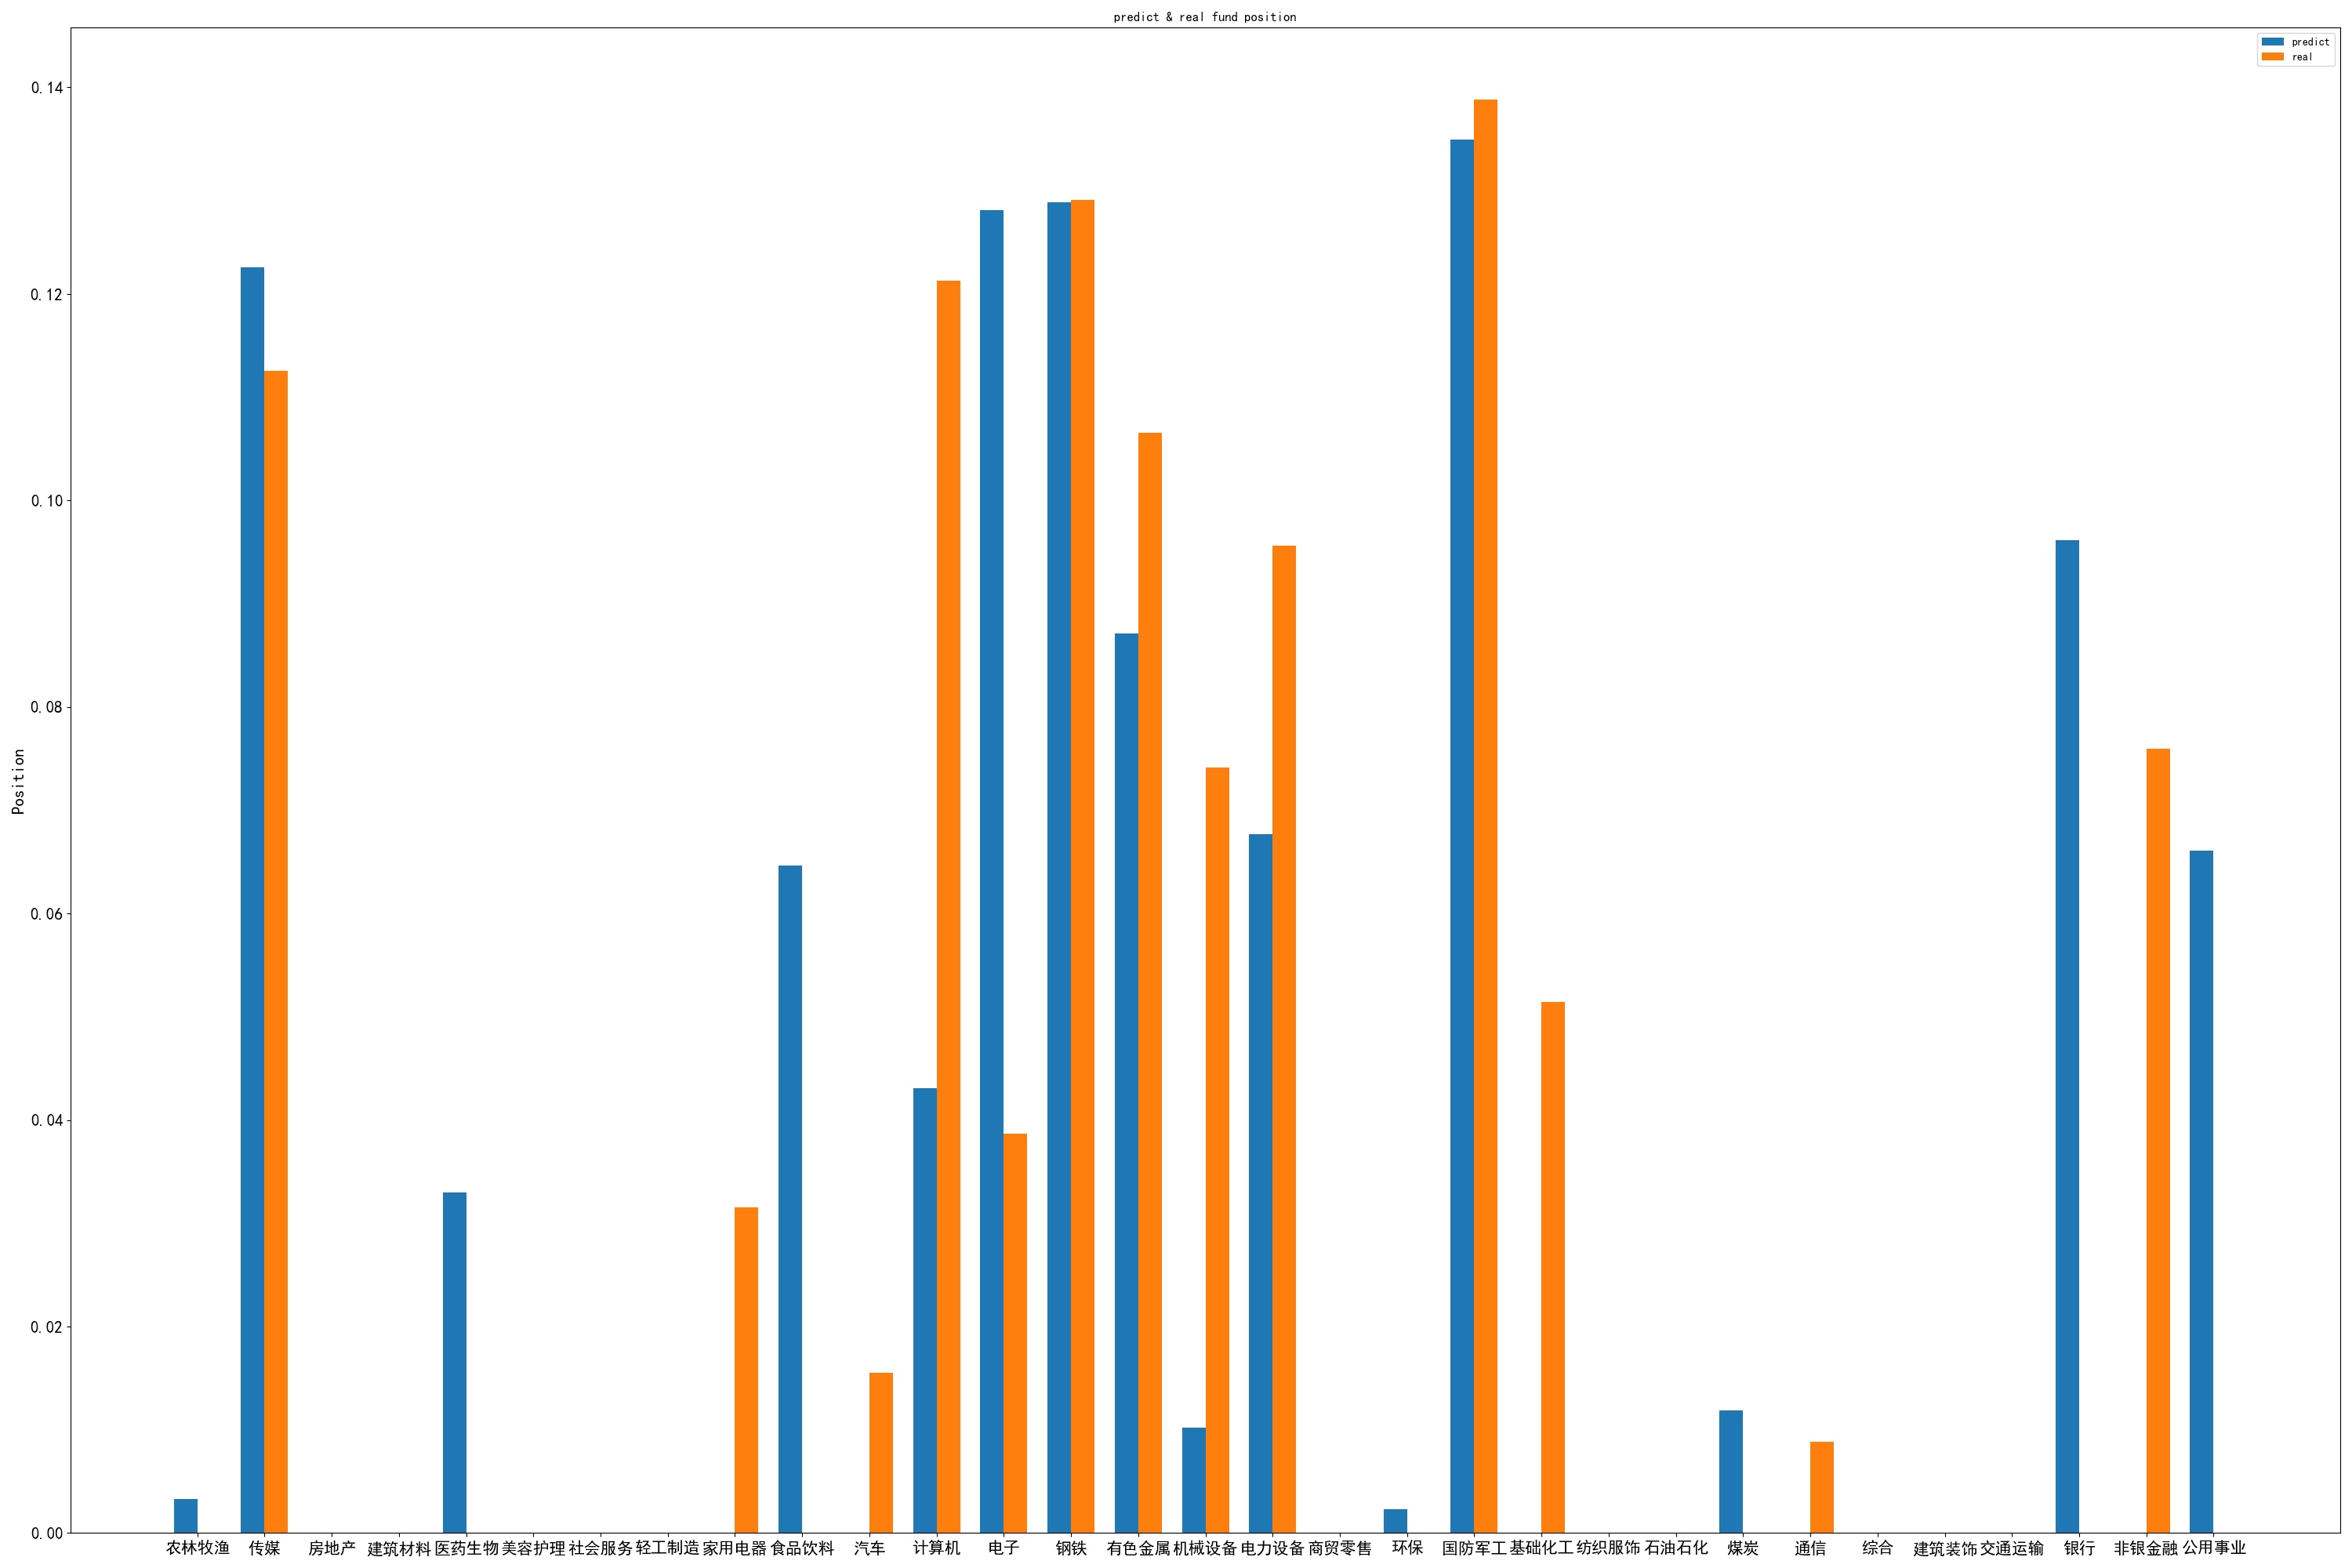 predict & real fund position
predict
real
Position
0.14
0.12
0.10
0.08
0.06
0.04
0.02
0.00
农林牧渔 传媒 房地产 建筑材料 医药生物 美容护理 社会服务 轻工制造 家用电器 食品饮料 汽车 计算机 电子 钢铁 有色金属 机械设备 电力设备 商贸零售 环保 国防军工 基础化工 纺织服饰 石油石化 煤炭 通信 综合 建筑装饰 交通运输 银行 非银金融 公用事业